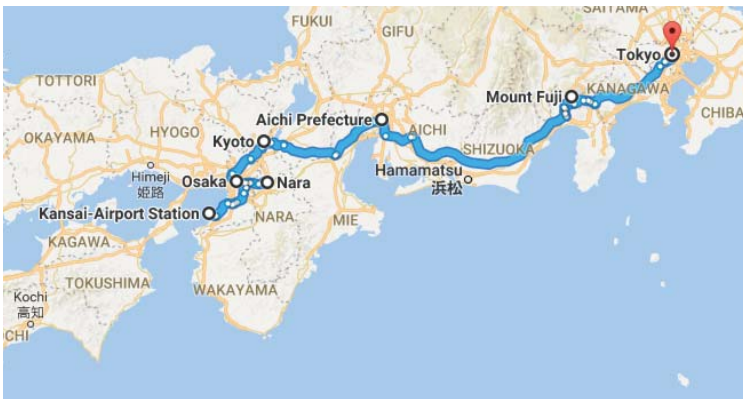 FUKUI
GIFU
SAITAMA
Tokyo
TOTTORI
Mount Fuji
KANAGAWA
Aichi Prefecture
CHIBA
OKAYAMA
HYOGO
Kyoto
AICHI
SHIZUOKA
Himeji
姫路
Osaka
Nara
Hamamatsu
浜松
Kansai-Airport Station
NARA
MIE
KAGAWA
TOKUSHIMA
WAKAYAMA
Kochi
高知
OCHI